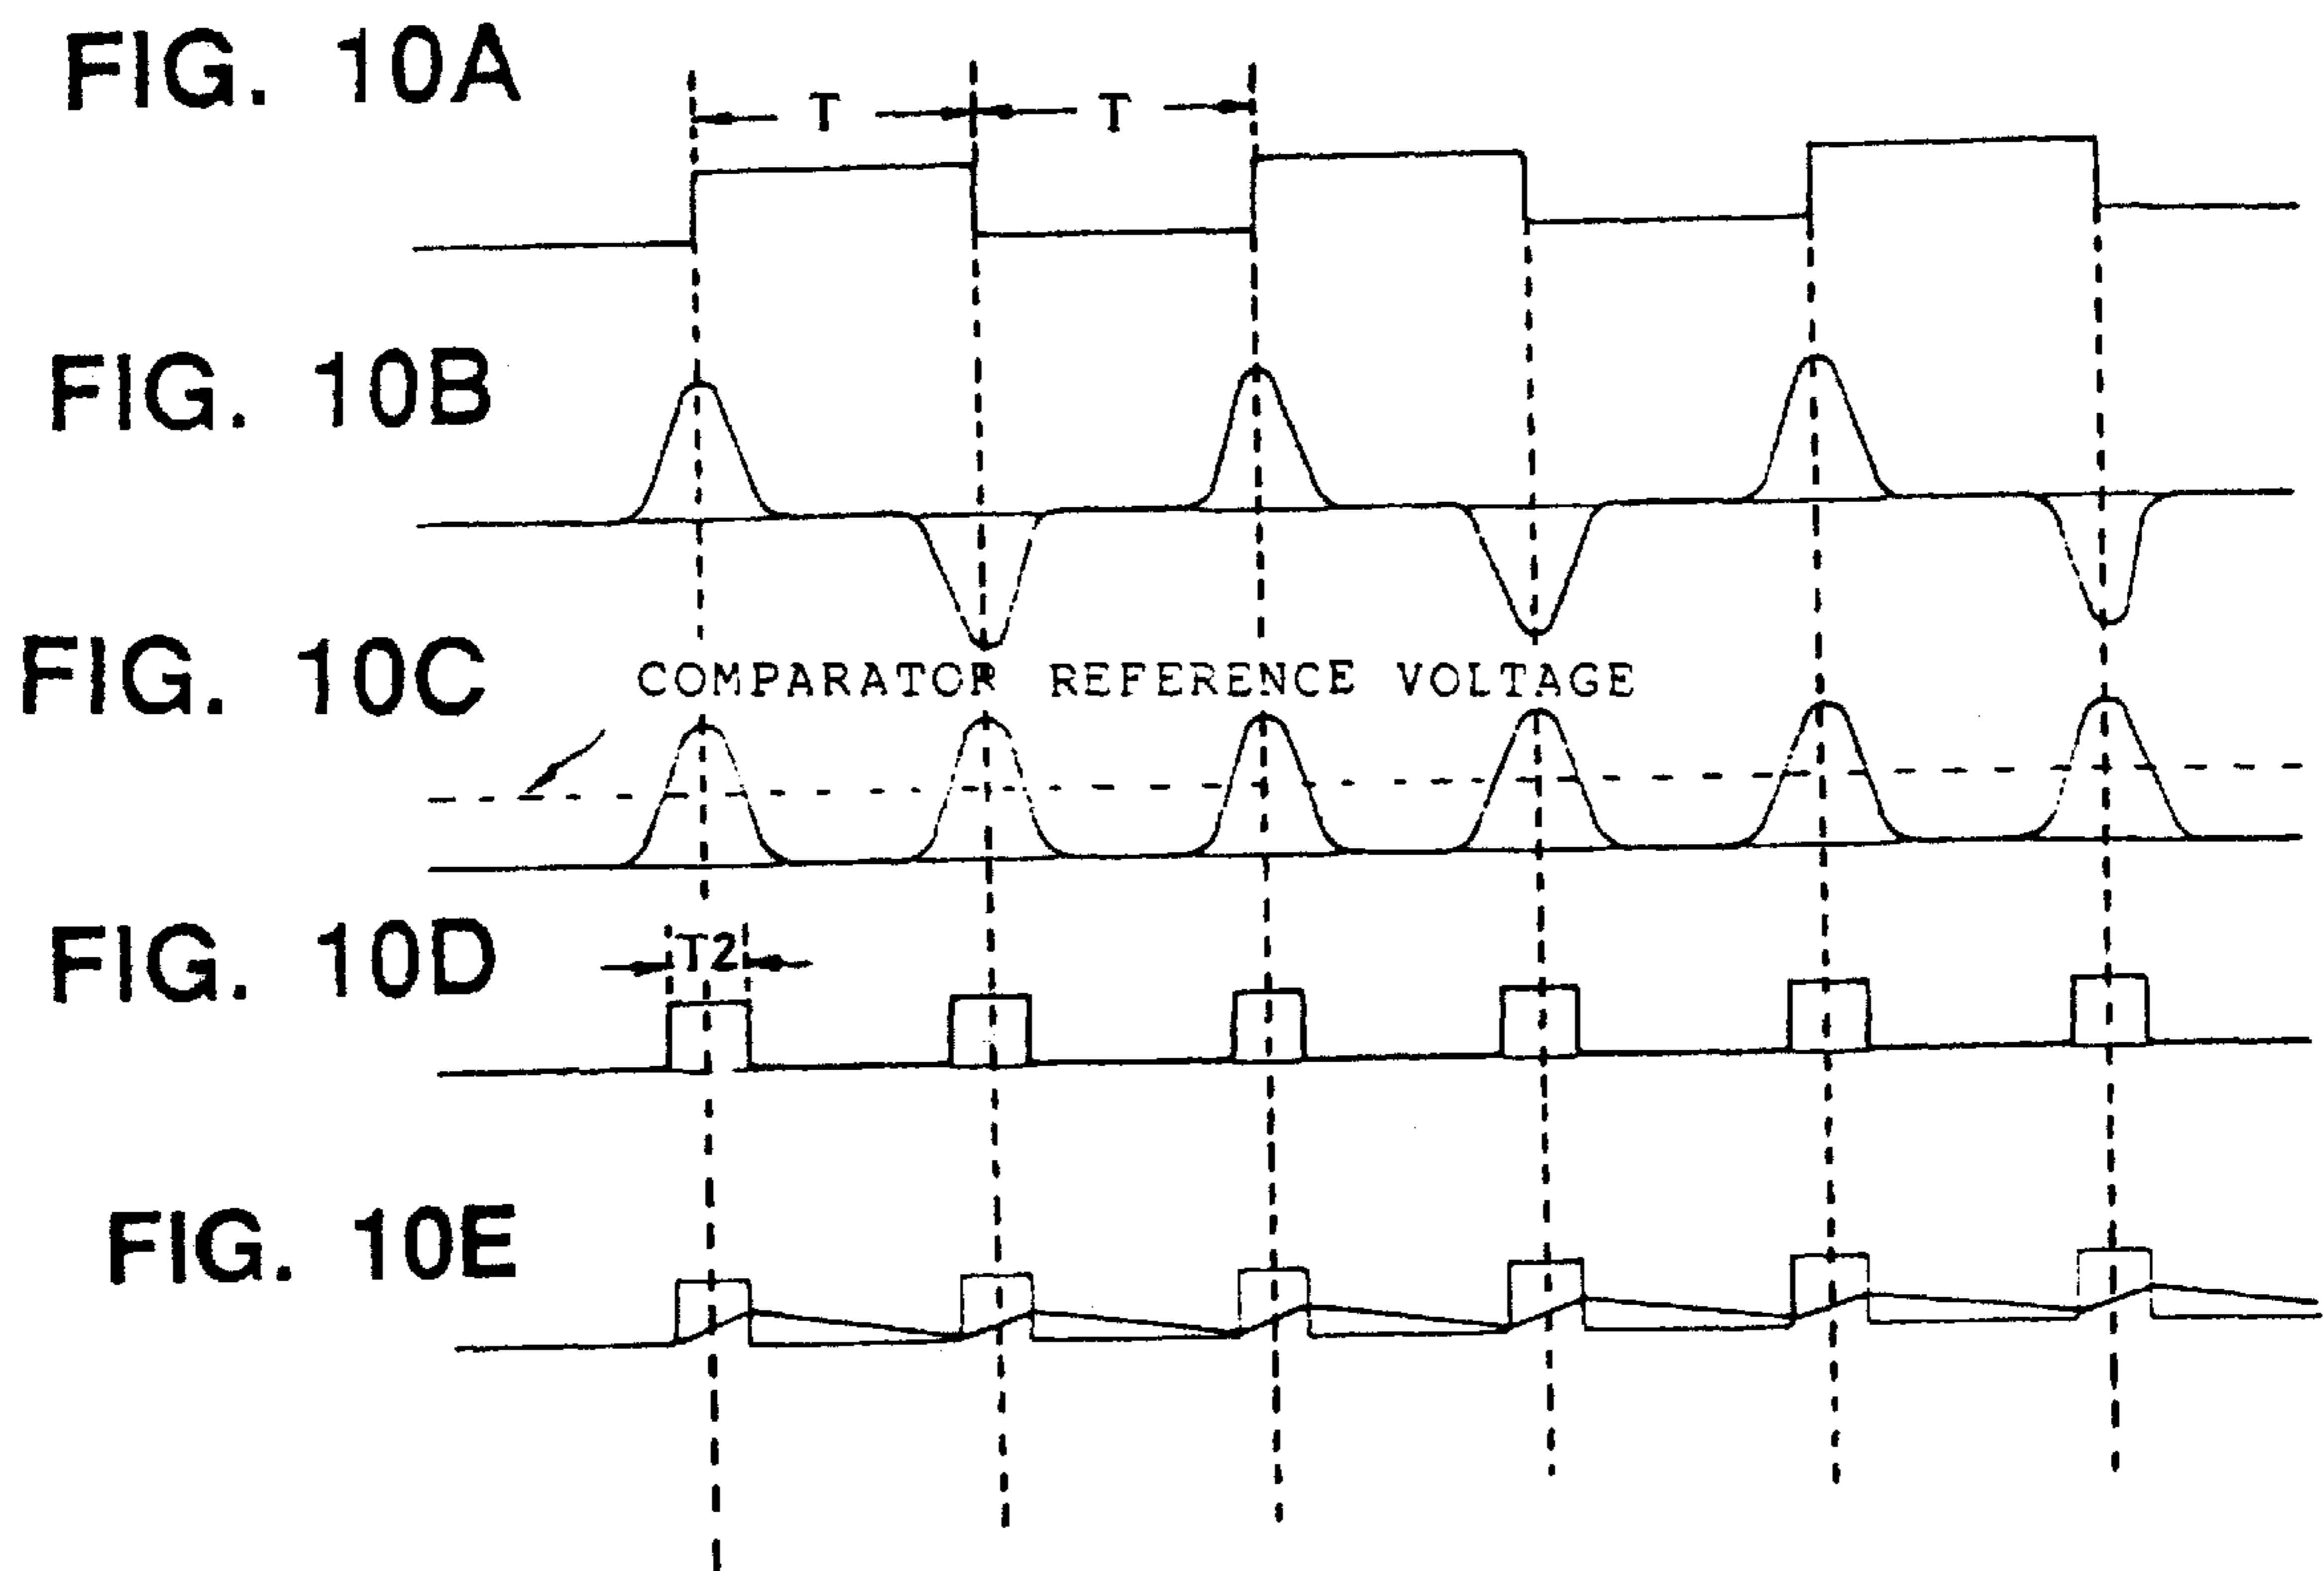 FIG. 10A
T T
FIG. 10B
FIG. 10C
COMPARATOR REFERENCE VOLTAGE
FIG. 10D
T2
FIG. 10E